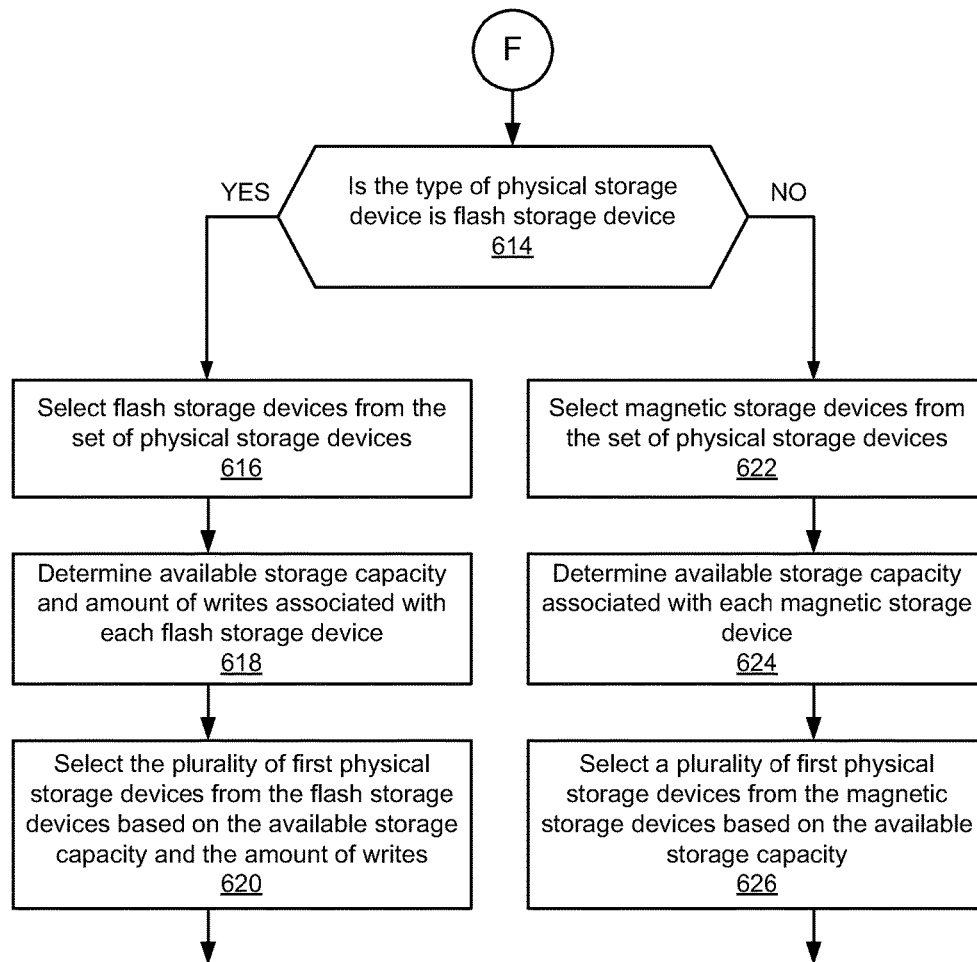 F
Is the type of physical storage
device is flash storage device
614
YES
NO
Select flash storage devices from the
set of physical storage devices
616
Select magnetic storage devices from
the set of physical storage devices
622
Determine available storage capacity
and amount of writes associated with
each flash storage device
618
Determine available storage capacity
associated with each magnetic storage
device
624
Select the plurality of first physical
storage devices from the flash storage
devices based on the available storage
capacity and the amount of writes
620
Select a plurality of first physical
storage devices from the magnetic
storage devices based on the available
storage capacity
626